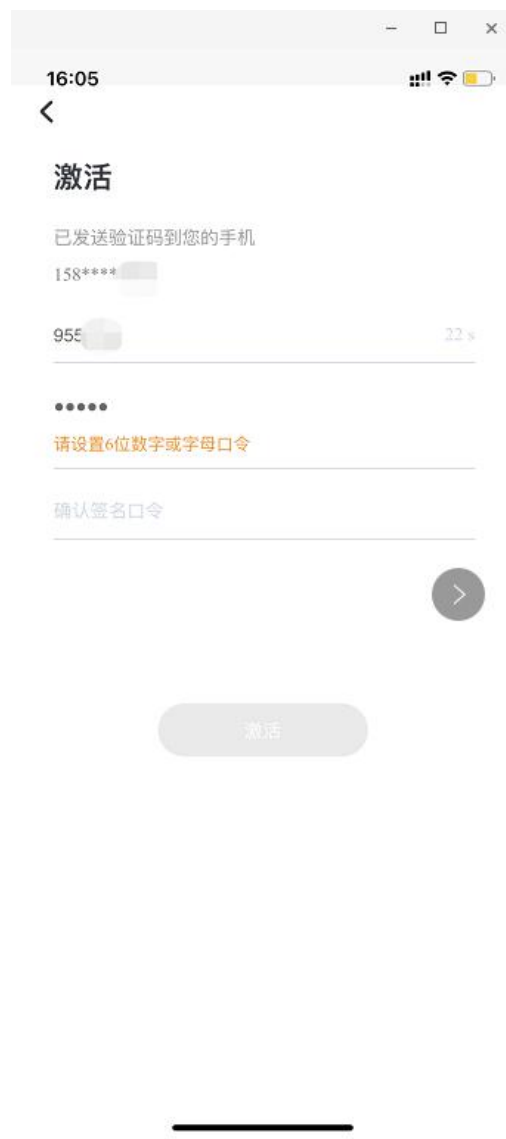 16:05
激活
已发送验证码到您的手机
158****
955
22 s
•••••
请设置6位数字或字母口令
确认签名口令
激活